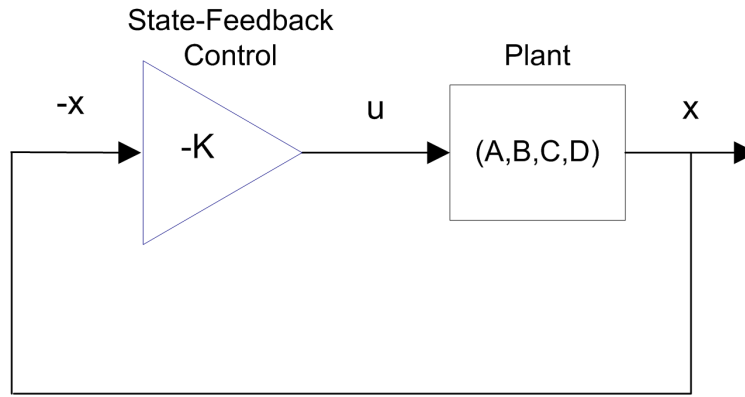 State-Feedback
Control
Plant
-x
-K
u
(A,B,C,D)
x